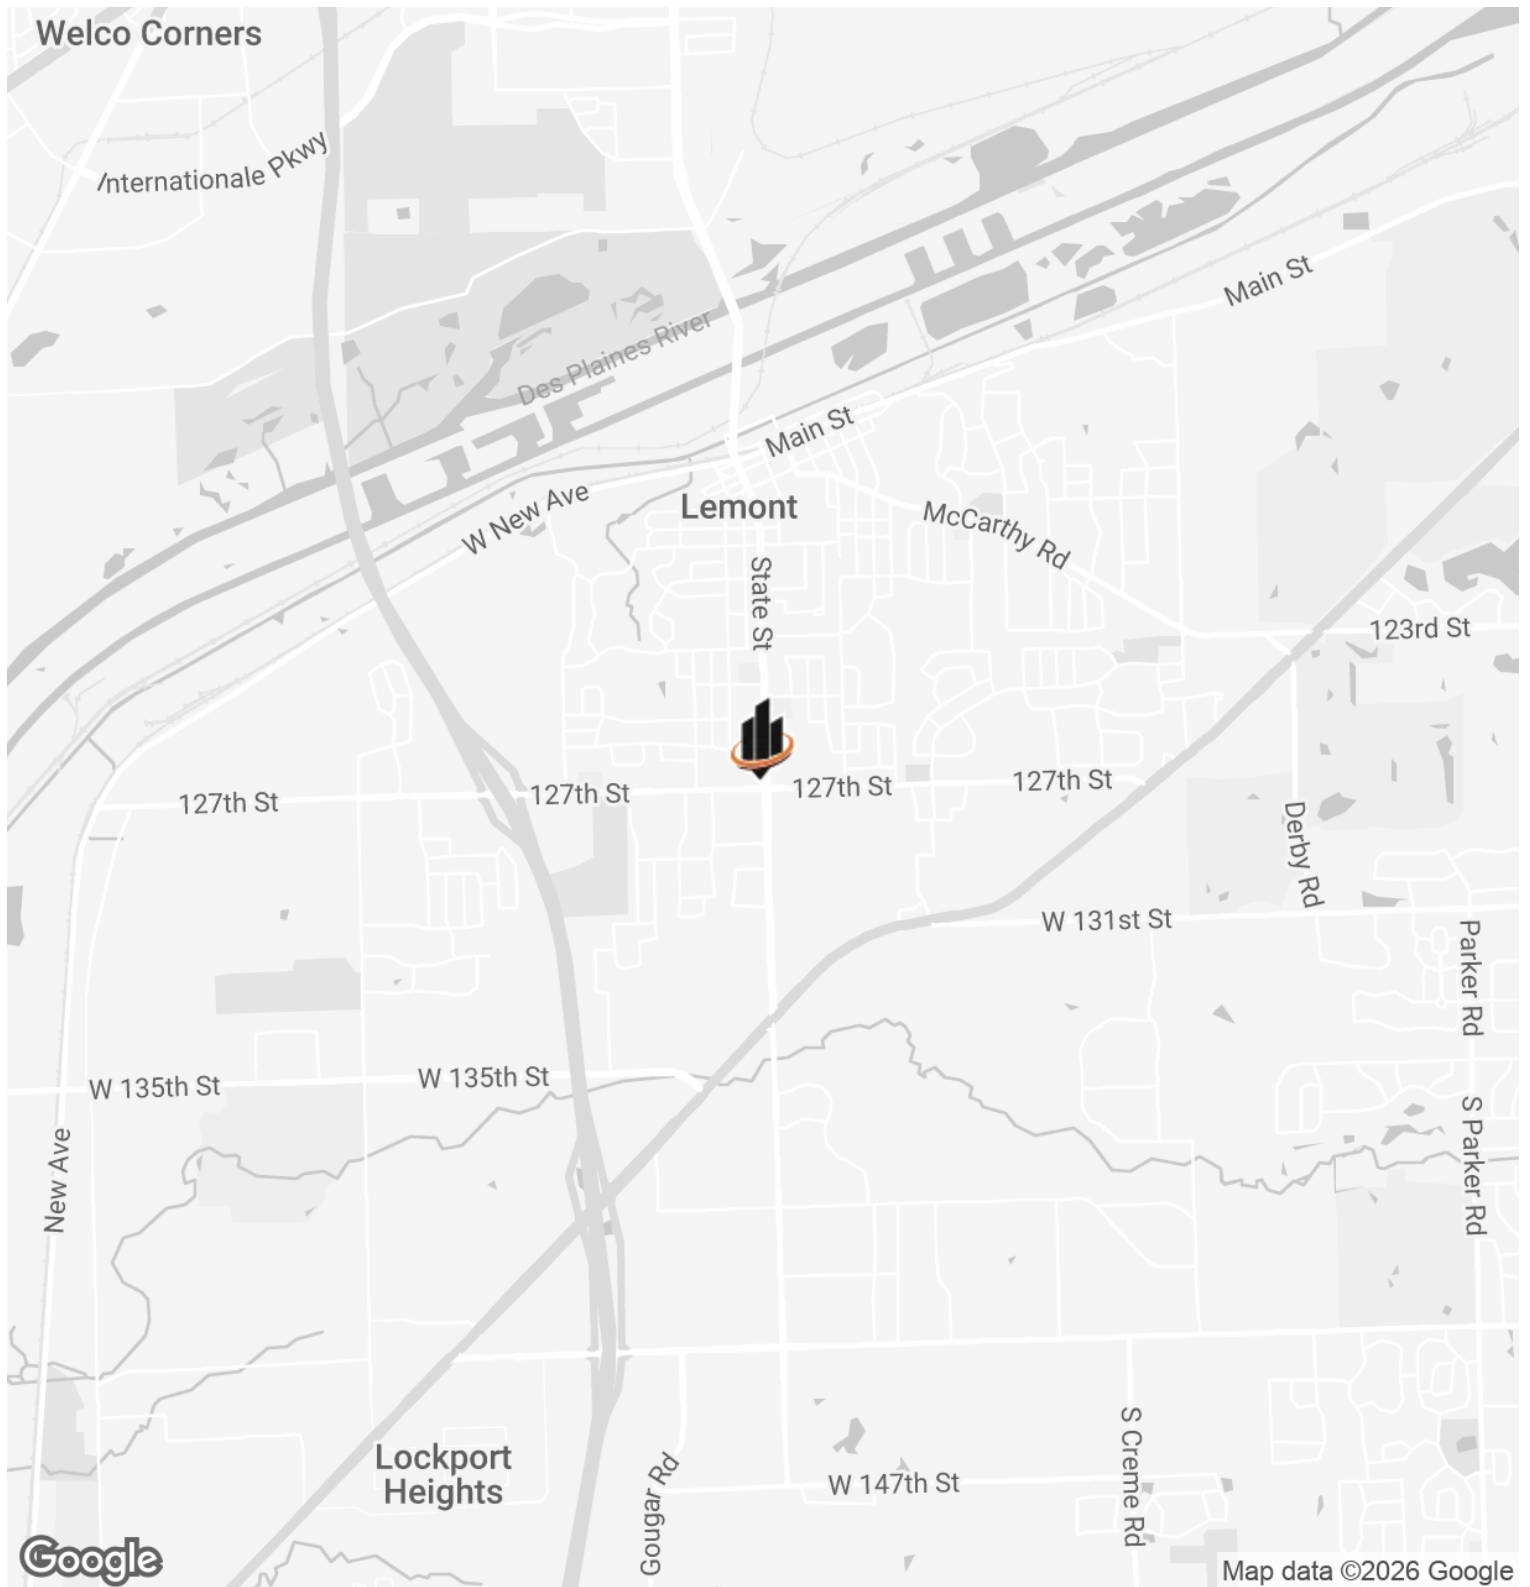 Welco Corners
Internationale Pkwy
Main St
Des Plaines River
Main St
W New Ave
Lemont
McCarthy Rd
State St
123rd St
127th St
127th St
127th St
127th St
Derby Rd
W 131st St
Parker Rd
W 135th St
W 135th St
S Parker Rd
New Ave
Lockport
Heights
Gougar Rd
W 147th St
S Creme Rd
Google
Map data ©2026 Google